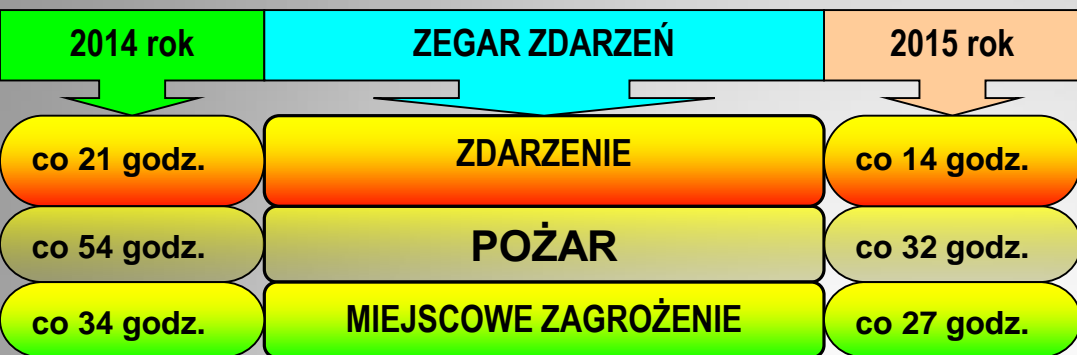 2014 rok ZEGAR ZDARZEŃ 2015 rok
co 21 godz. ZDARZENIE co 14 godz.
co 54 godz. POŻAR co 32 godz.
co 34 godz. MIEJSCOWE ZAGROŻENIE co 27 godz.